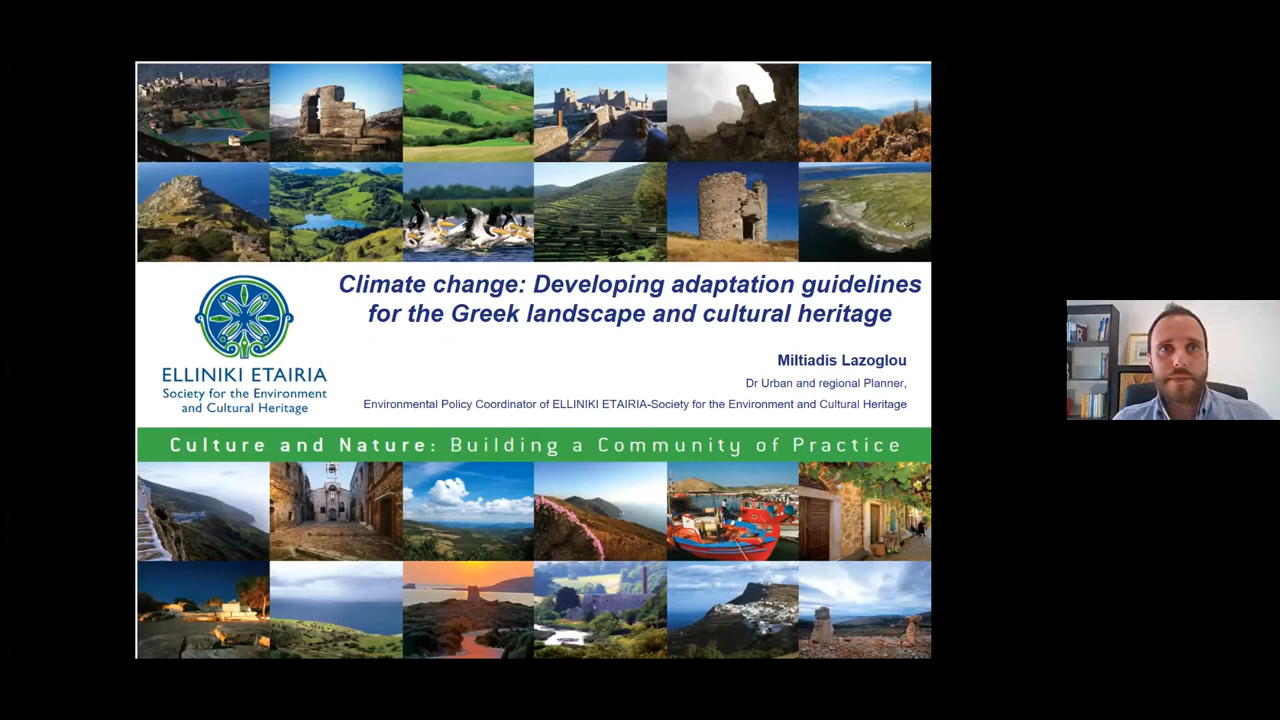 Climate change: Developing adaptation guidelines
for the Greek landscape and cultural heritage
ELLINIKI ETAIRIA
Society for the Environment
and Cultural Heritage
Miltiadis Lazoglou
Dr Urban and regional Planner,
Environmental Policy Coordinator of ELLINIKI ETAIRIA-Society for the Environment and Cultural Heritage
Culture and Nature: Building a Community of Practice